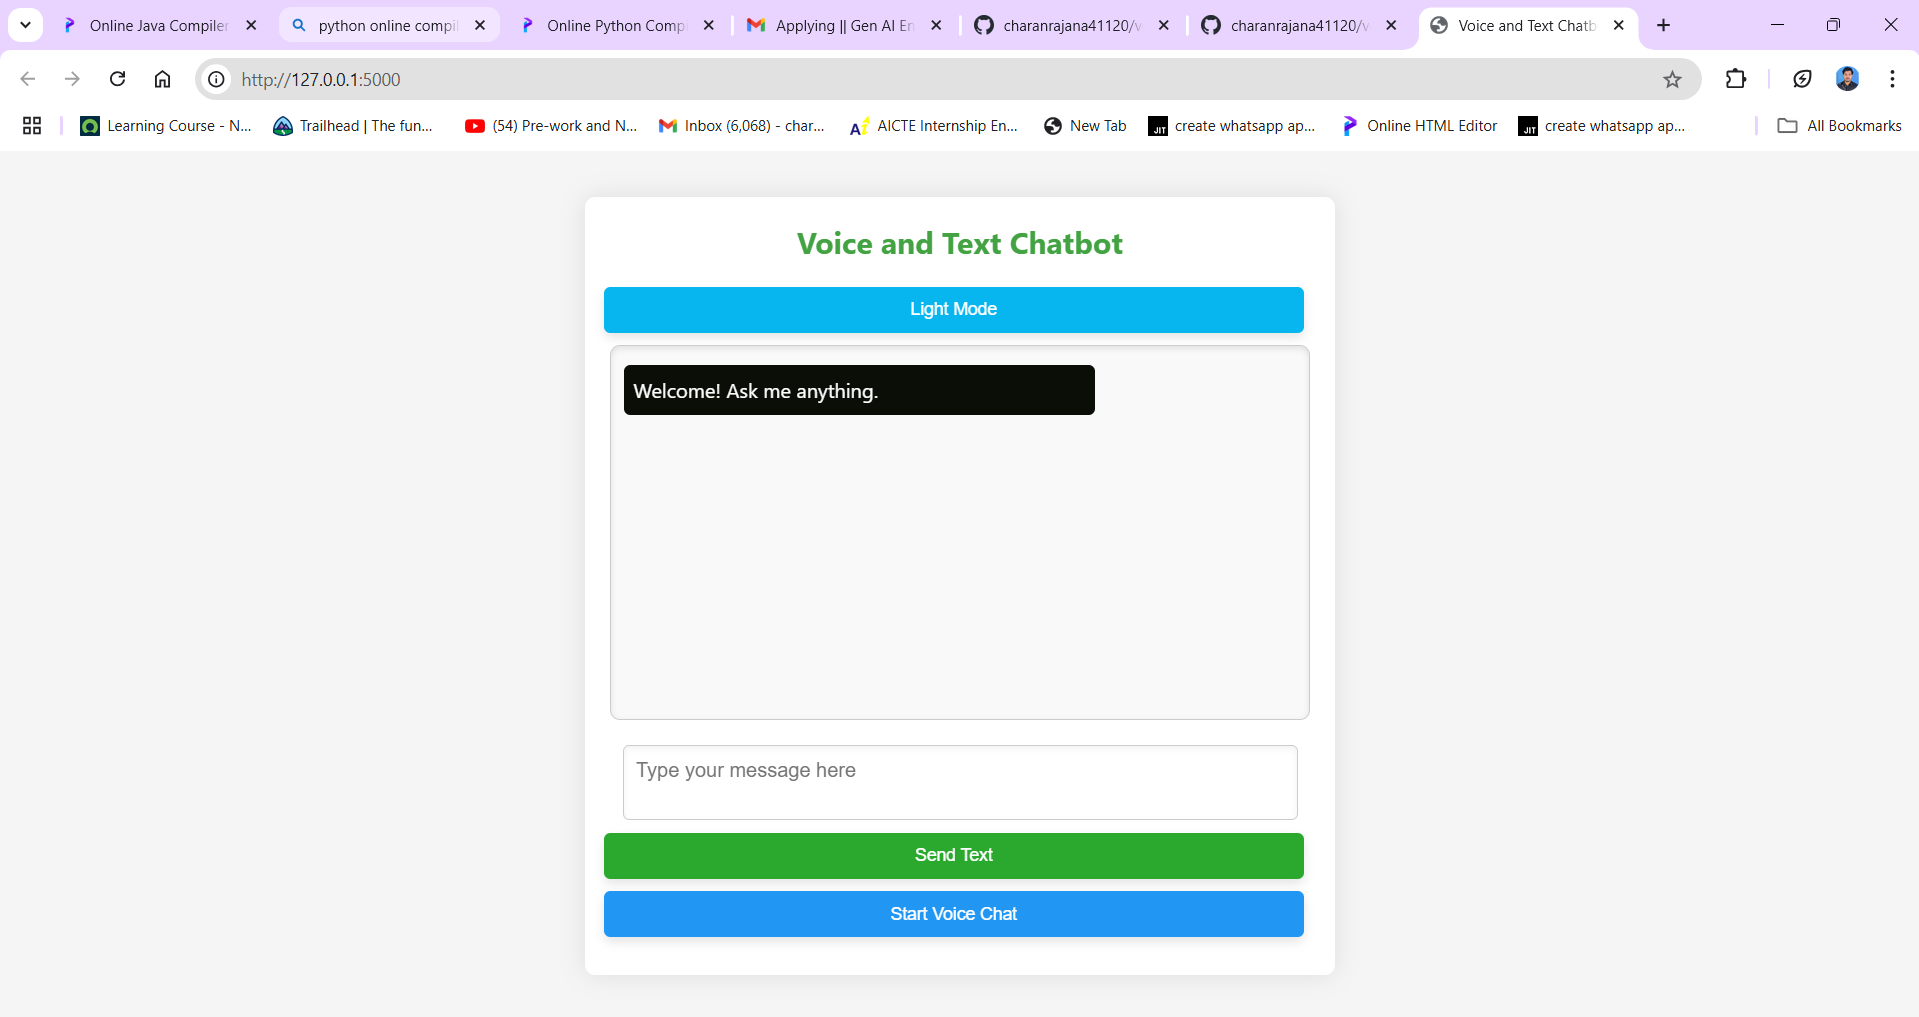 Online Java Compiler
python online compil
Online Python Comp
Applying || Gen AI En
charanrajana41120/v
charanrajana41120/v
Voice and Text Chatb
http://127.0.0.1:5000
Learning Course - N...
Trailhead | The fun...
(54) Pre-work and N...
Inbox (6,068) - char...
AICTE Internship En...
New Tab
JIT
create whatsapp ap...
Online HTML Editor
JIT
create whatsapp ap...
All Bookmarks
Voice and Text Chatbot
Light Mode
Welcome! Ask me anything.
Type your message here
Send Text
Start Voice Chat